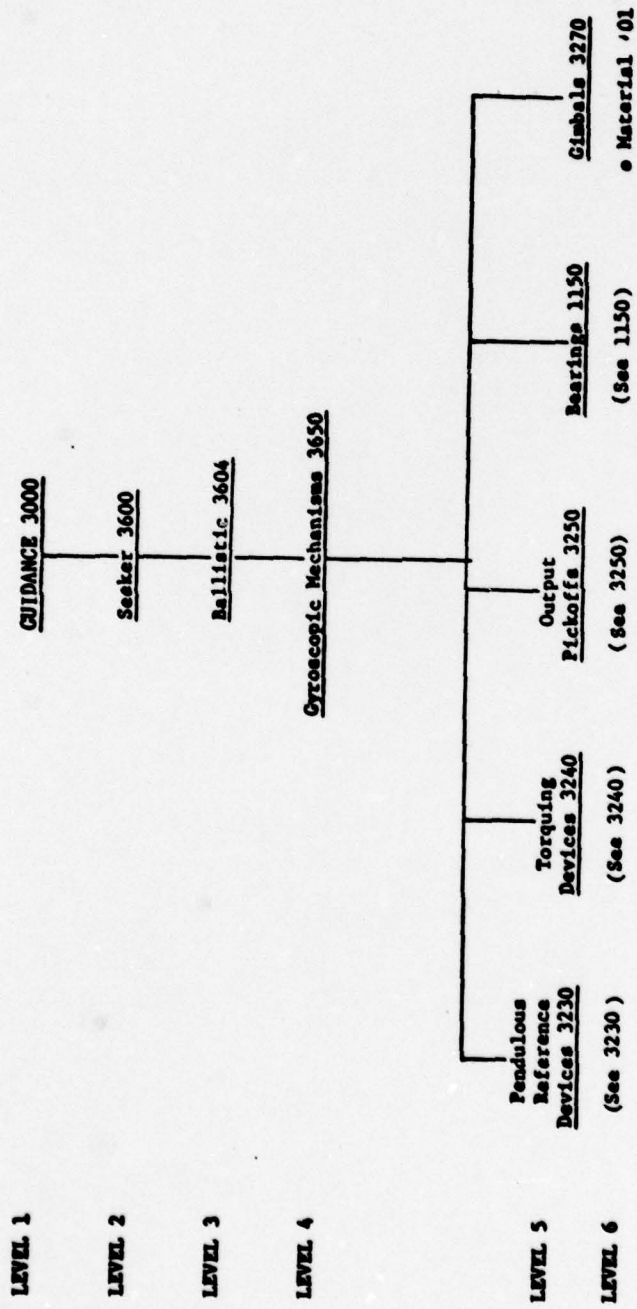 LEVEL 1
GUIDANCE 3000
LEVEL 2
Seeker 3600
LEVEL 3
Ballistic 3604
LEVEL 4
Gyroscopic Mechanisms 3650
LEVEL 5
Pendulous
Reference
Devices 3230
Torquing
Devices 3240
Output
Pickoffs 3250
Bearings 1150
Gimbals 3270
LEVEL 6
(See 3230)
(See 3240)
(See 3250)
(See 1150)
• Material '01